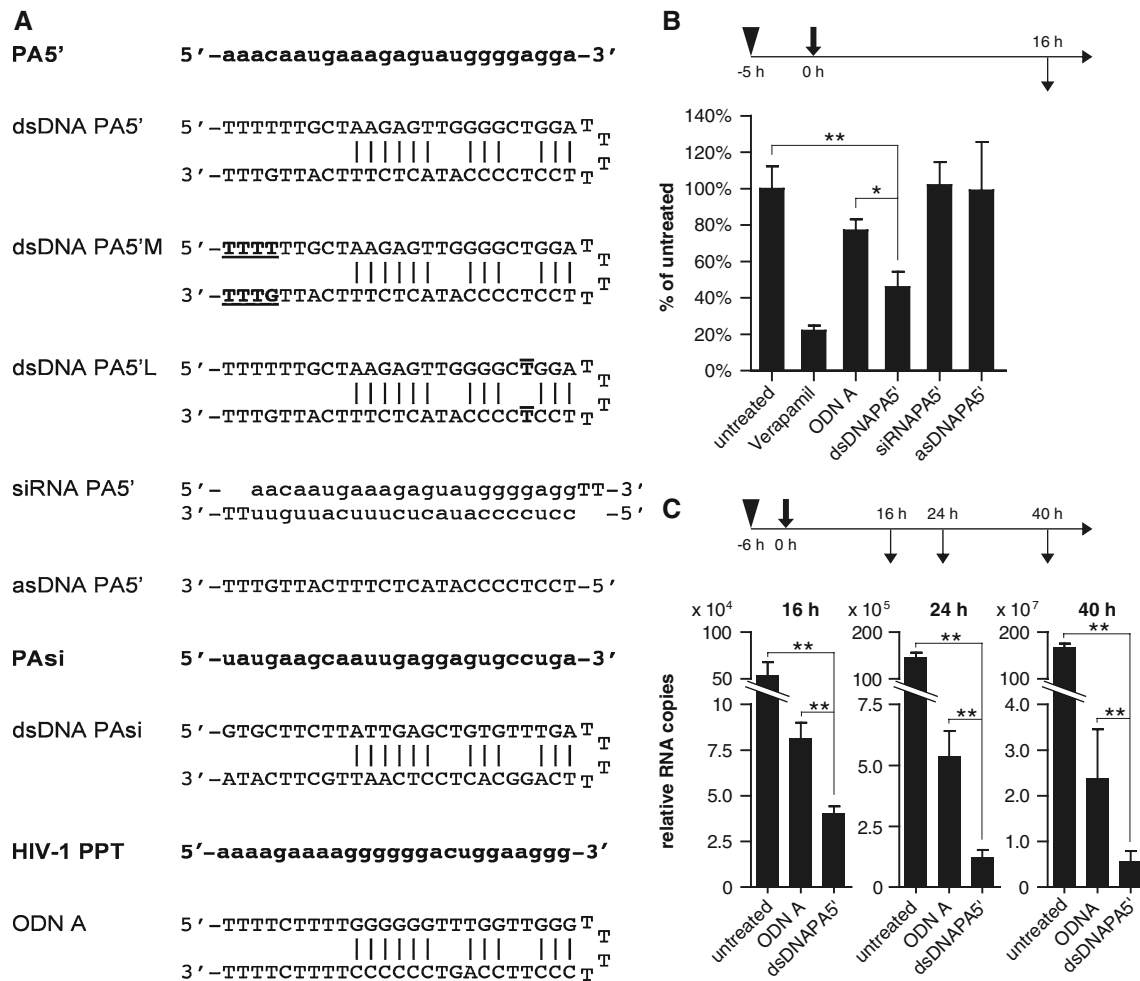 A
PA5' 5'-aaacaaugaaagaguauggggagga-3'
dsDNA PA5' 5'-TTTTTTGCTAAGAGTTGGGGCTGGA T
T
T
3'-TTTGTTACTTTCTCATACCCCTCCT T
dsDNA PA5'M 5'-TTTTTTGCTAAGAGTTGGGGCTGGA T
T
T
3'-TTTGTTACTTTCTCATACCCCTCCT T
dsDNA PA5'L 5'-TTTTTTGCTAAGAGTTGGGGCTGGA T
T
T
3'-TTTGTTACTTTCTCATACCCCTCCT T
siRNA PA5' 5'- aacaaugaaagaguauggggaggTT-3'
3'-TTuuguuacuuucucauaccccucc -5'
asDNA PA5' 3'-TTTGTTACTTTCTCATACCCCTCCT-5'
PAsi 5'-uaugaagcaauugaggagugccuga-3'
dsDNA PAsi 5'-GTGCTTCTTATTGAGCTGTGTTTGA T
T
T
3'-ATACTTCGTTAACTCCTCACGGACT T
HIV-1 PPT 5'-aaaagaaaaggggggacuggaaggg-3'
ODN A 5'-TTTTCTTTTGGGGGGTTTGGTTGGG T
T
T
3'-TTTTCTTTTCCCCCCTGACCTTCCC T
B
16 h
-5 h 0 h
% of untreated
140%
120%
100%
80%
60%
40%
20%
0%
**
*
untreated
Verapamil
ODN A
dsDNAPA5'
siRNAPA5'
asDNAPA5'
C
16 h 24 h 40 h
-6 h 0 h
relative RNA copies
x 10⁴ 16 h
100
50
10
7.5
5.0
2.5
0
**
**
untreated
ODN A
dsDNAPA5'
x 10⁵ 24 h
200
100
7.5
5.0
2.5
0
**
**
untreated
ODN A
dsDNAPA5'
x 10⁷ 40 h
200
100
4.0
3.0
2.0
1.0
0
**
**
untreated
ODNA
dsDNAPA5'